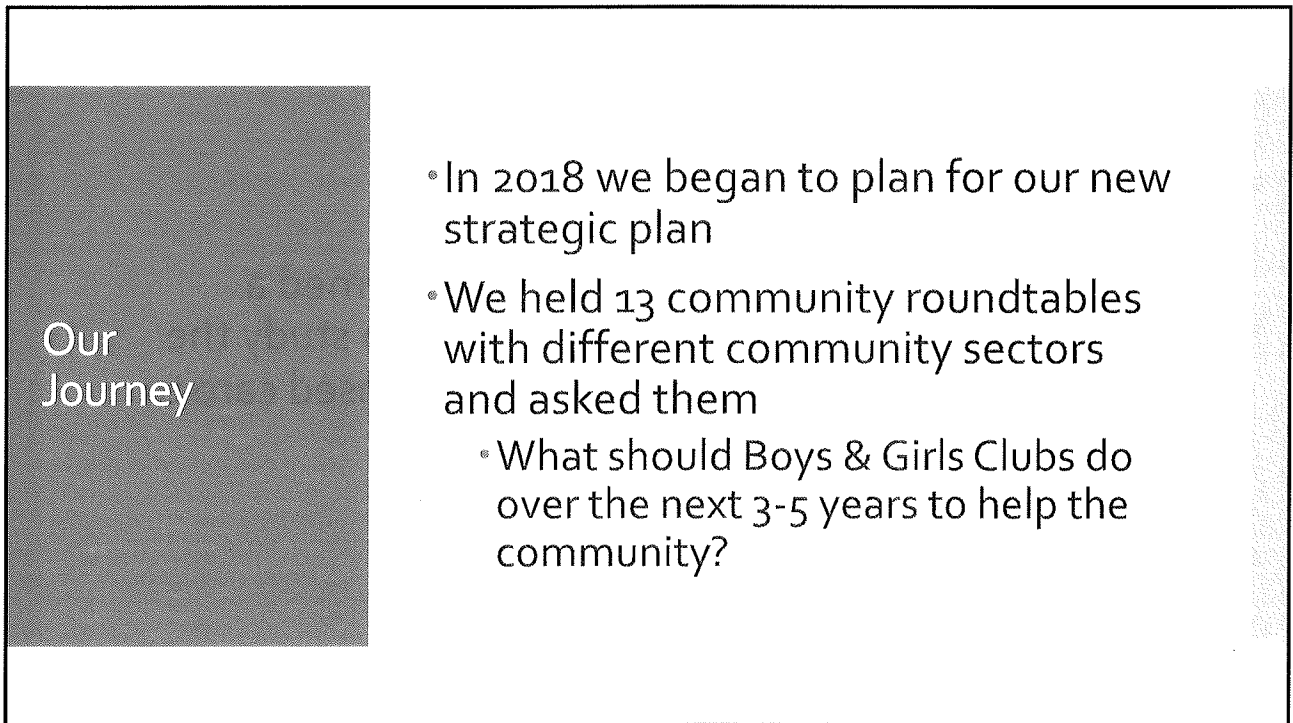 Our
Journey
•In 2018 we began to plan for our new
strategic plan
•We held 13 community roundtables
with different community sectors
and asked them
•What should Boys & Girls Clubs do
over the next 3-5 years to help the
community?